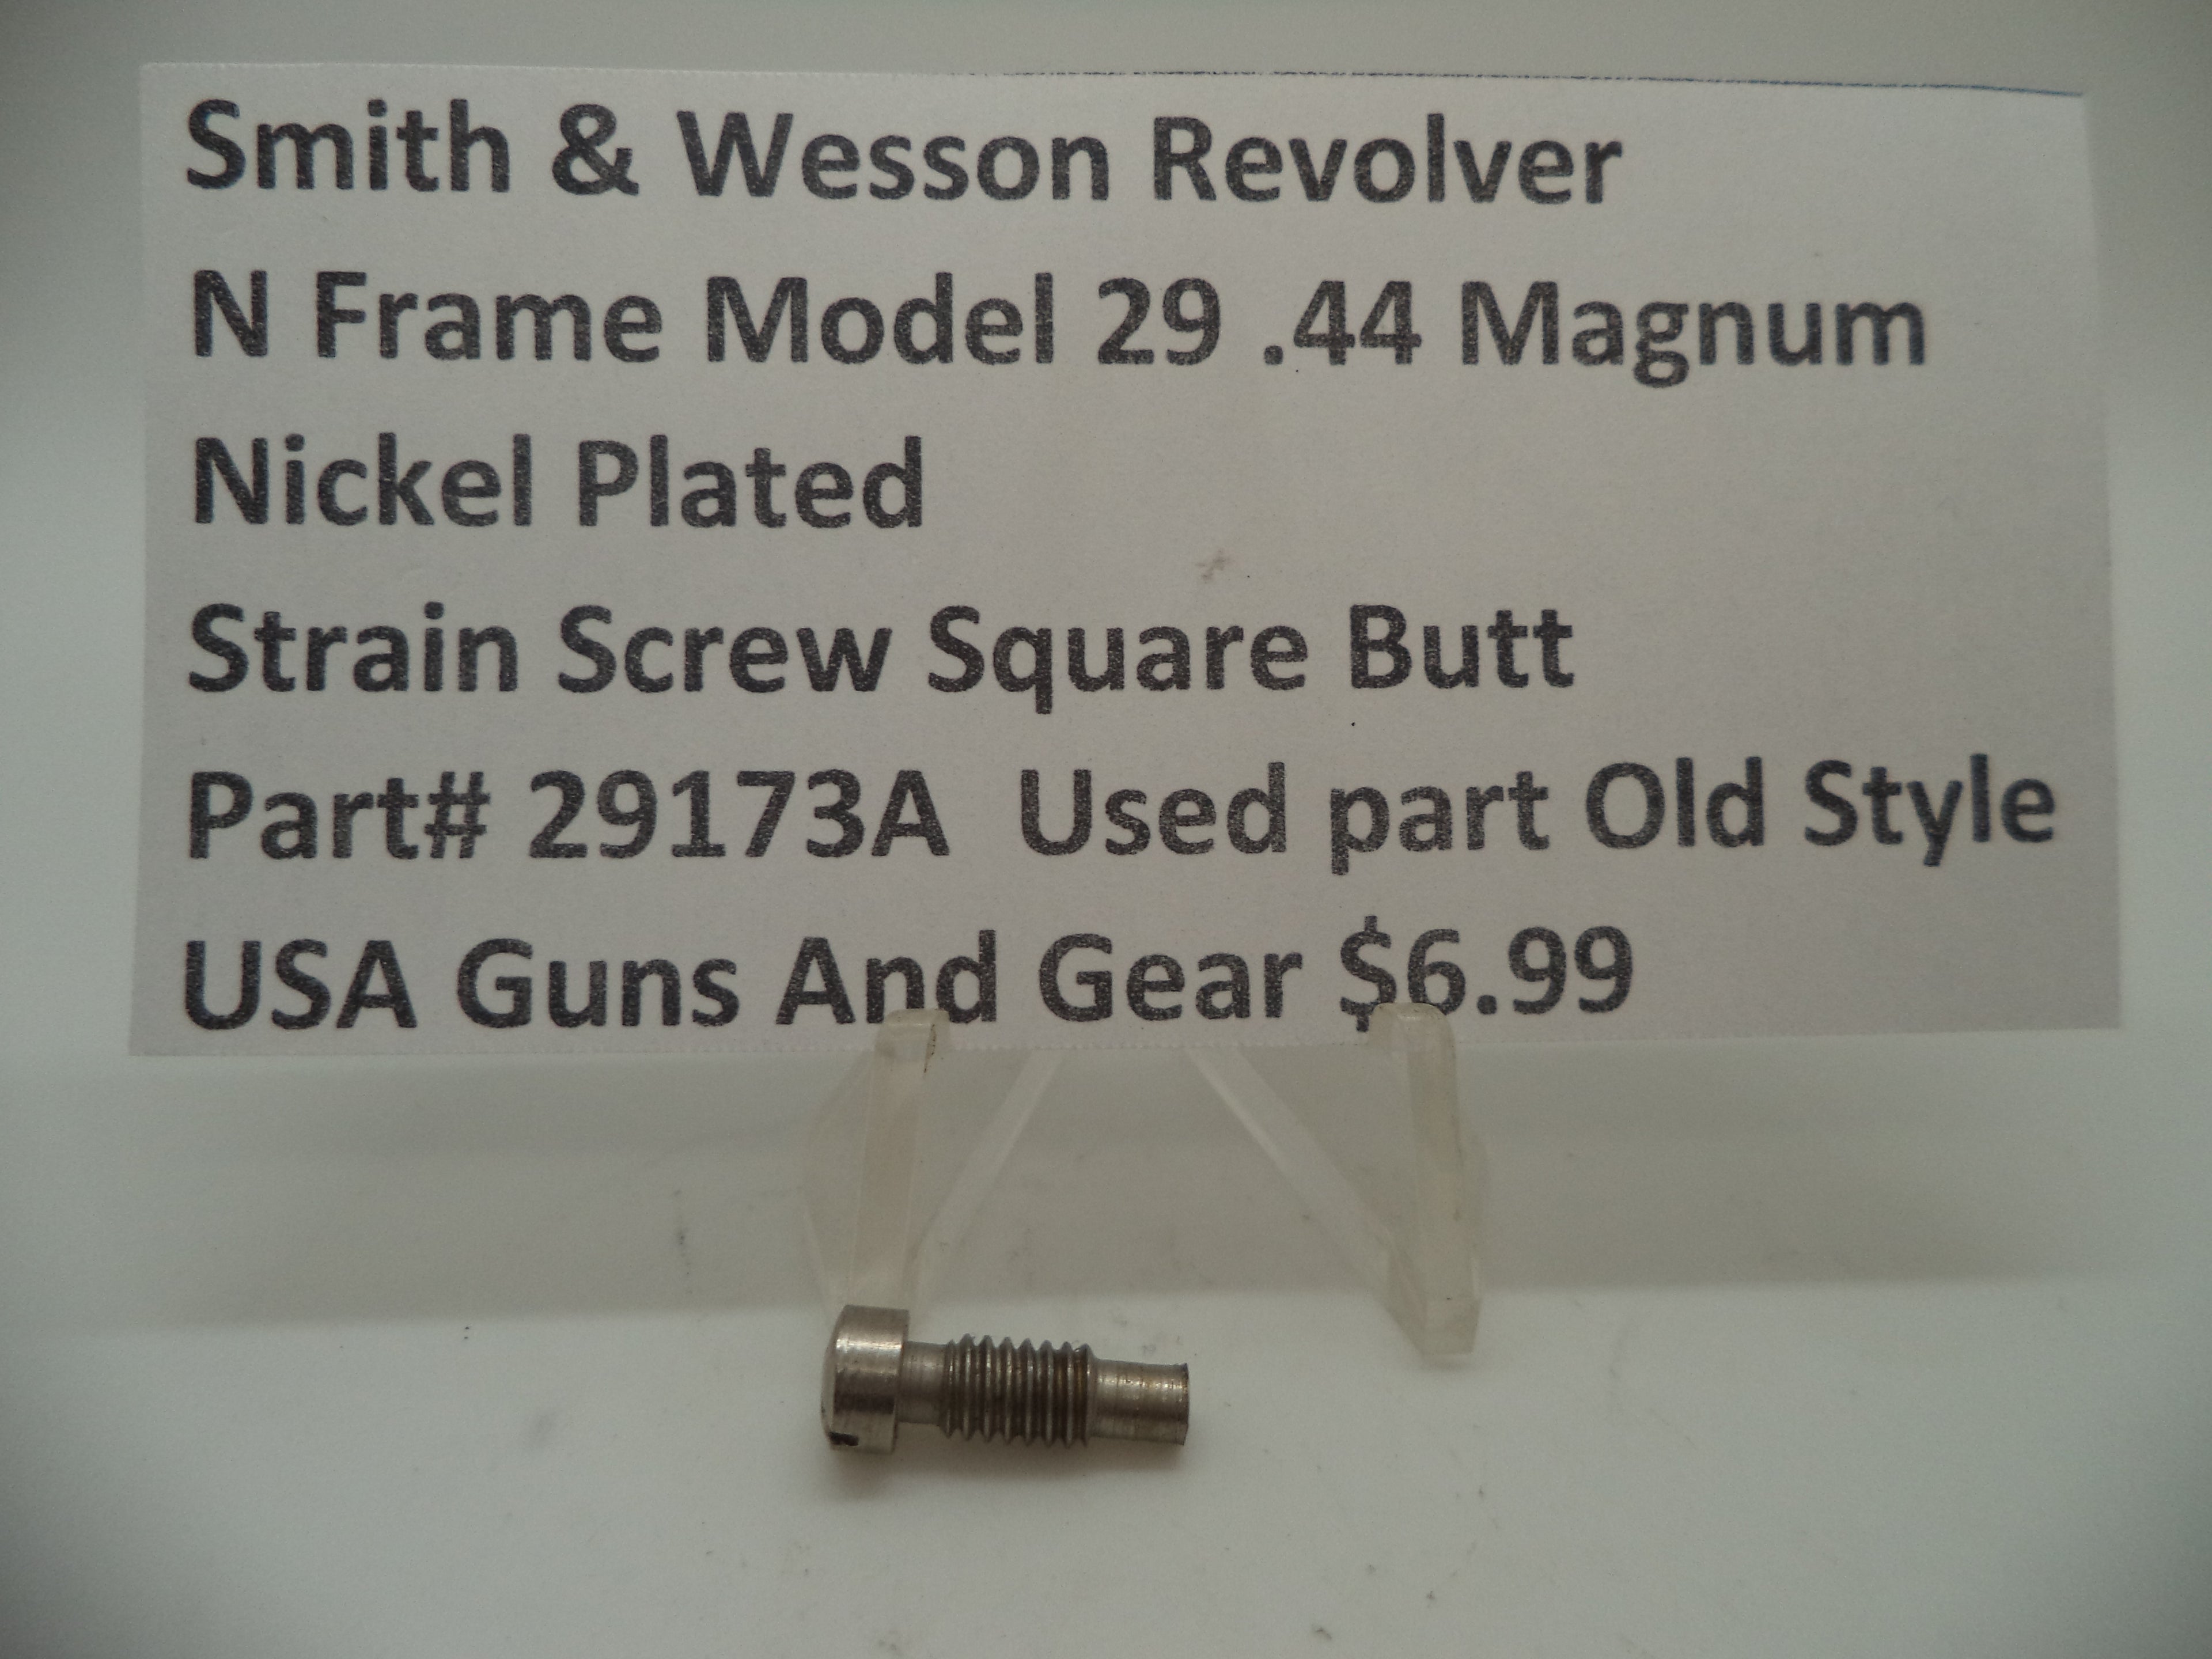 Smith & Wesson Revolver
N Frame Model 29 .44 Magnum
Nickel Plated
Strain Screw Square Butt
Part# 29173A  Used part Old Style
USA Guns And Gear $6.99